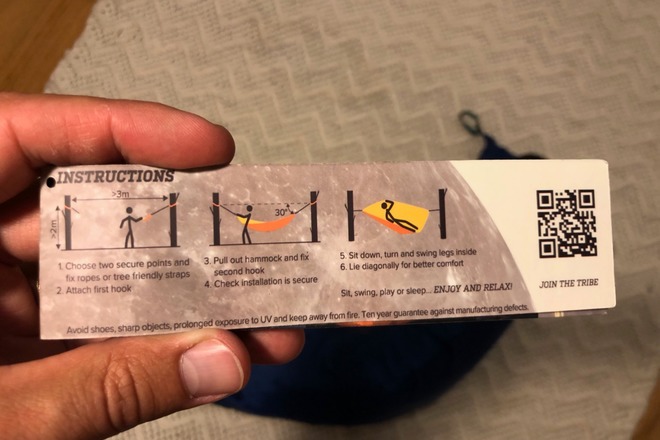 INSTRUCTIONS
>3m
>2m
30°
1. Choose two secure points and
fix ropes or tree friendly straps
2. Attach first hook
3. Pull out hammock and fix
second hook
4. Check installation is secure
5. Sit down, turn and swing legs inside
6. Lie diagonally for better comfort
Sit, swing, play or sleep... ENJOY AND RELAX!
JOIN THE TRIBE
Avoid shoes, sharp objects, prolonged exposure to UV and keep away from fire. Ten year guarantee against manufacturing defects.